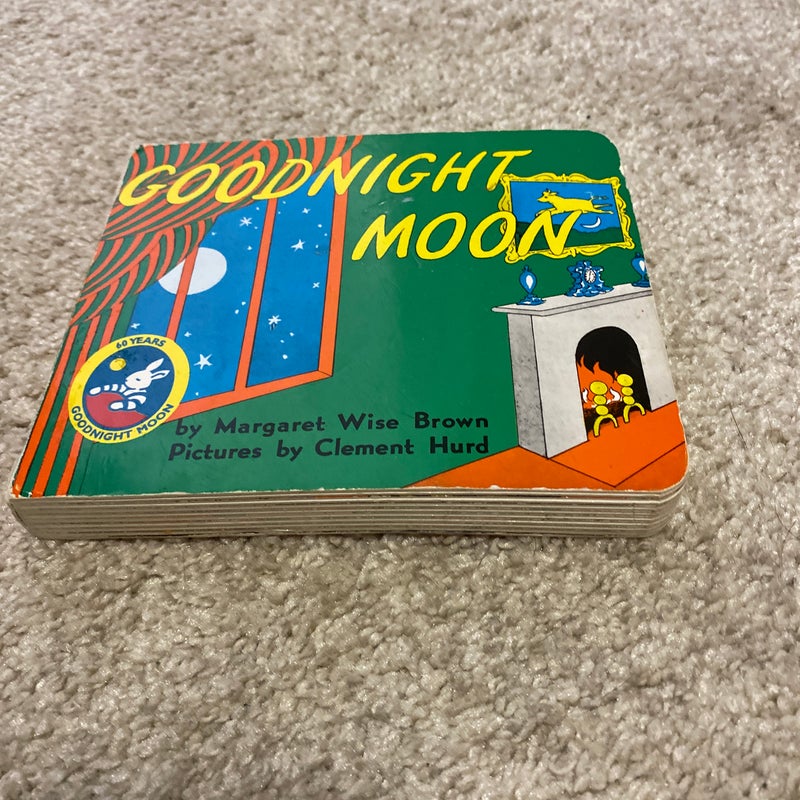 GOODNIGHT
MOON
60 YEARS
GOODNIGHT MOON
by Margaret Wise Brown
Pictures by Clement Hurd